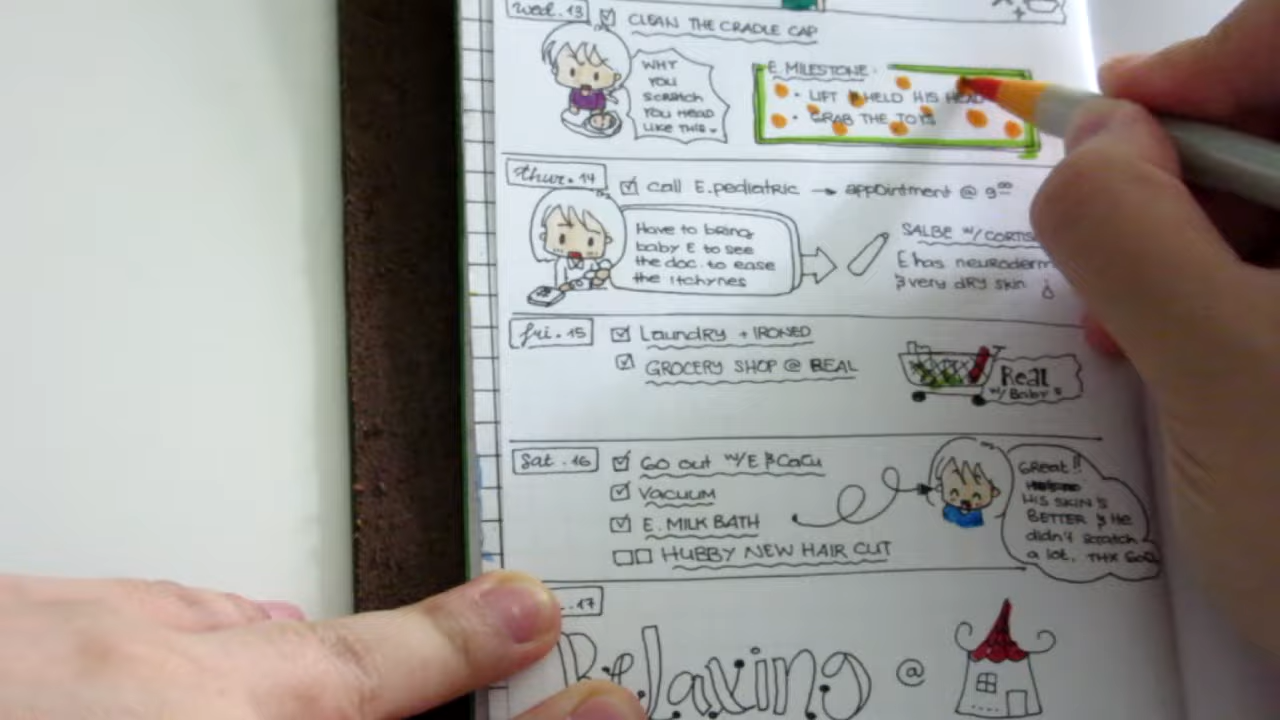 Wed. 13
CLEAN THE CRADLE CAP
WHY
YOU
SCRATCH
YOU HEAD
LIKE THIS
E. MILESTONE.
• LIFT & HELD HIS HEAD
• GRAB THE TOYS
thur. 14
call E.pediatric → appointment @ 9 00
Have to bring
baby E to see
the doc. to ease
the itchynes
SALBE W/
E has
& very dry skin
fri. 15
Laundry + IRONED
GROCERY SHOP @ REAL
Real
w/ Baby E
Sat. 16
GO out W/E & CaCu
Vacuum
E. MILK BATH
HUBBY NEW HAIR CUT
GREAT!!
HIS SKIN'S
BETTER & He
didn't scratch
a lot. THX GOD
.17
Relaxing @